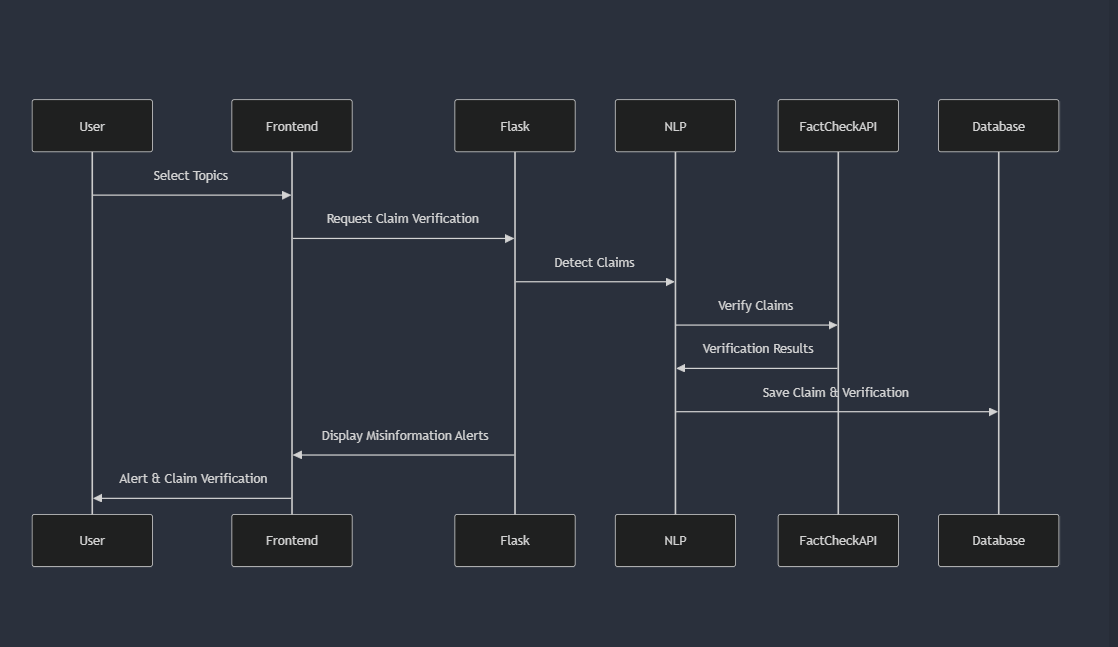 User
Frontend
Flask
NLP
FactCheckAPI
Database
Select Topics
Request Claim Verification
Detect Claims
Verify Claims
Verification Results
Save Claim & Verification
Display Misinformation Alerts
Alert & Claim Verification
User
Frontend
Flask
NLP
FactCheckAPI
Database